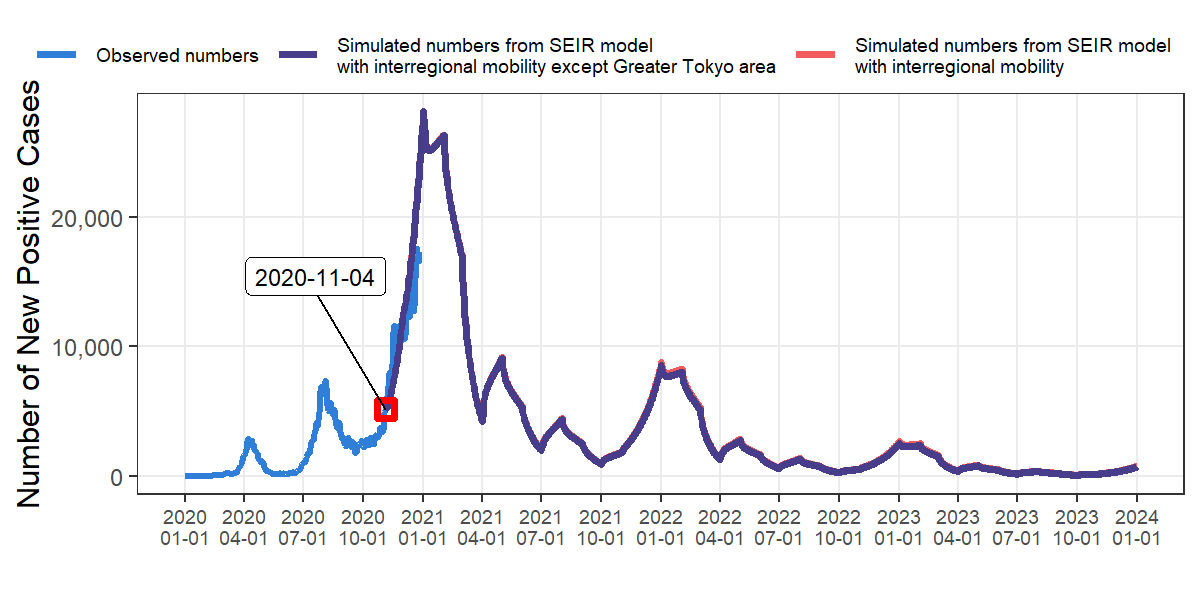 Observed numbers
Simulated numbers from SEIR model
with interregional mobility except Greater Tokyo area
Simulated numbers from SEIR model
with interregional mobility
Number of New Positive Cases
20,000
10,000
0
2020-11-04
2020 2020 2020 2020 2021 2021 2021 2021 2022 2022 2022 2022 2023 2023 2023 2023 2024
01-01 04-01 07-01 10-01 01-01 04-01 07-01 10-01 01-01 04-01 07-01 10-01 01-01 04-01 07-01 10-01 01-01